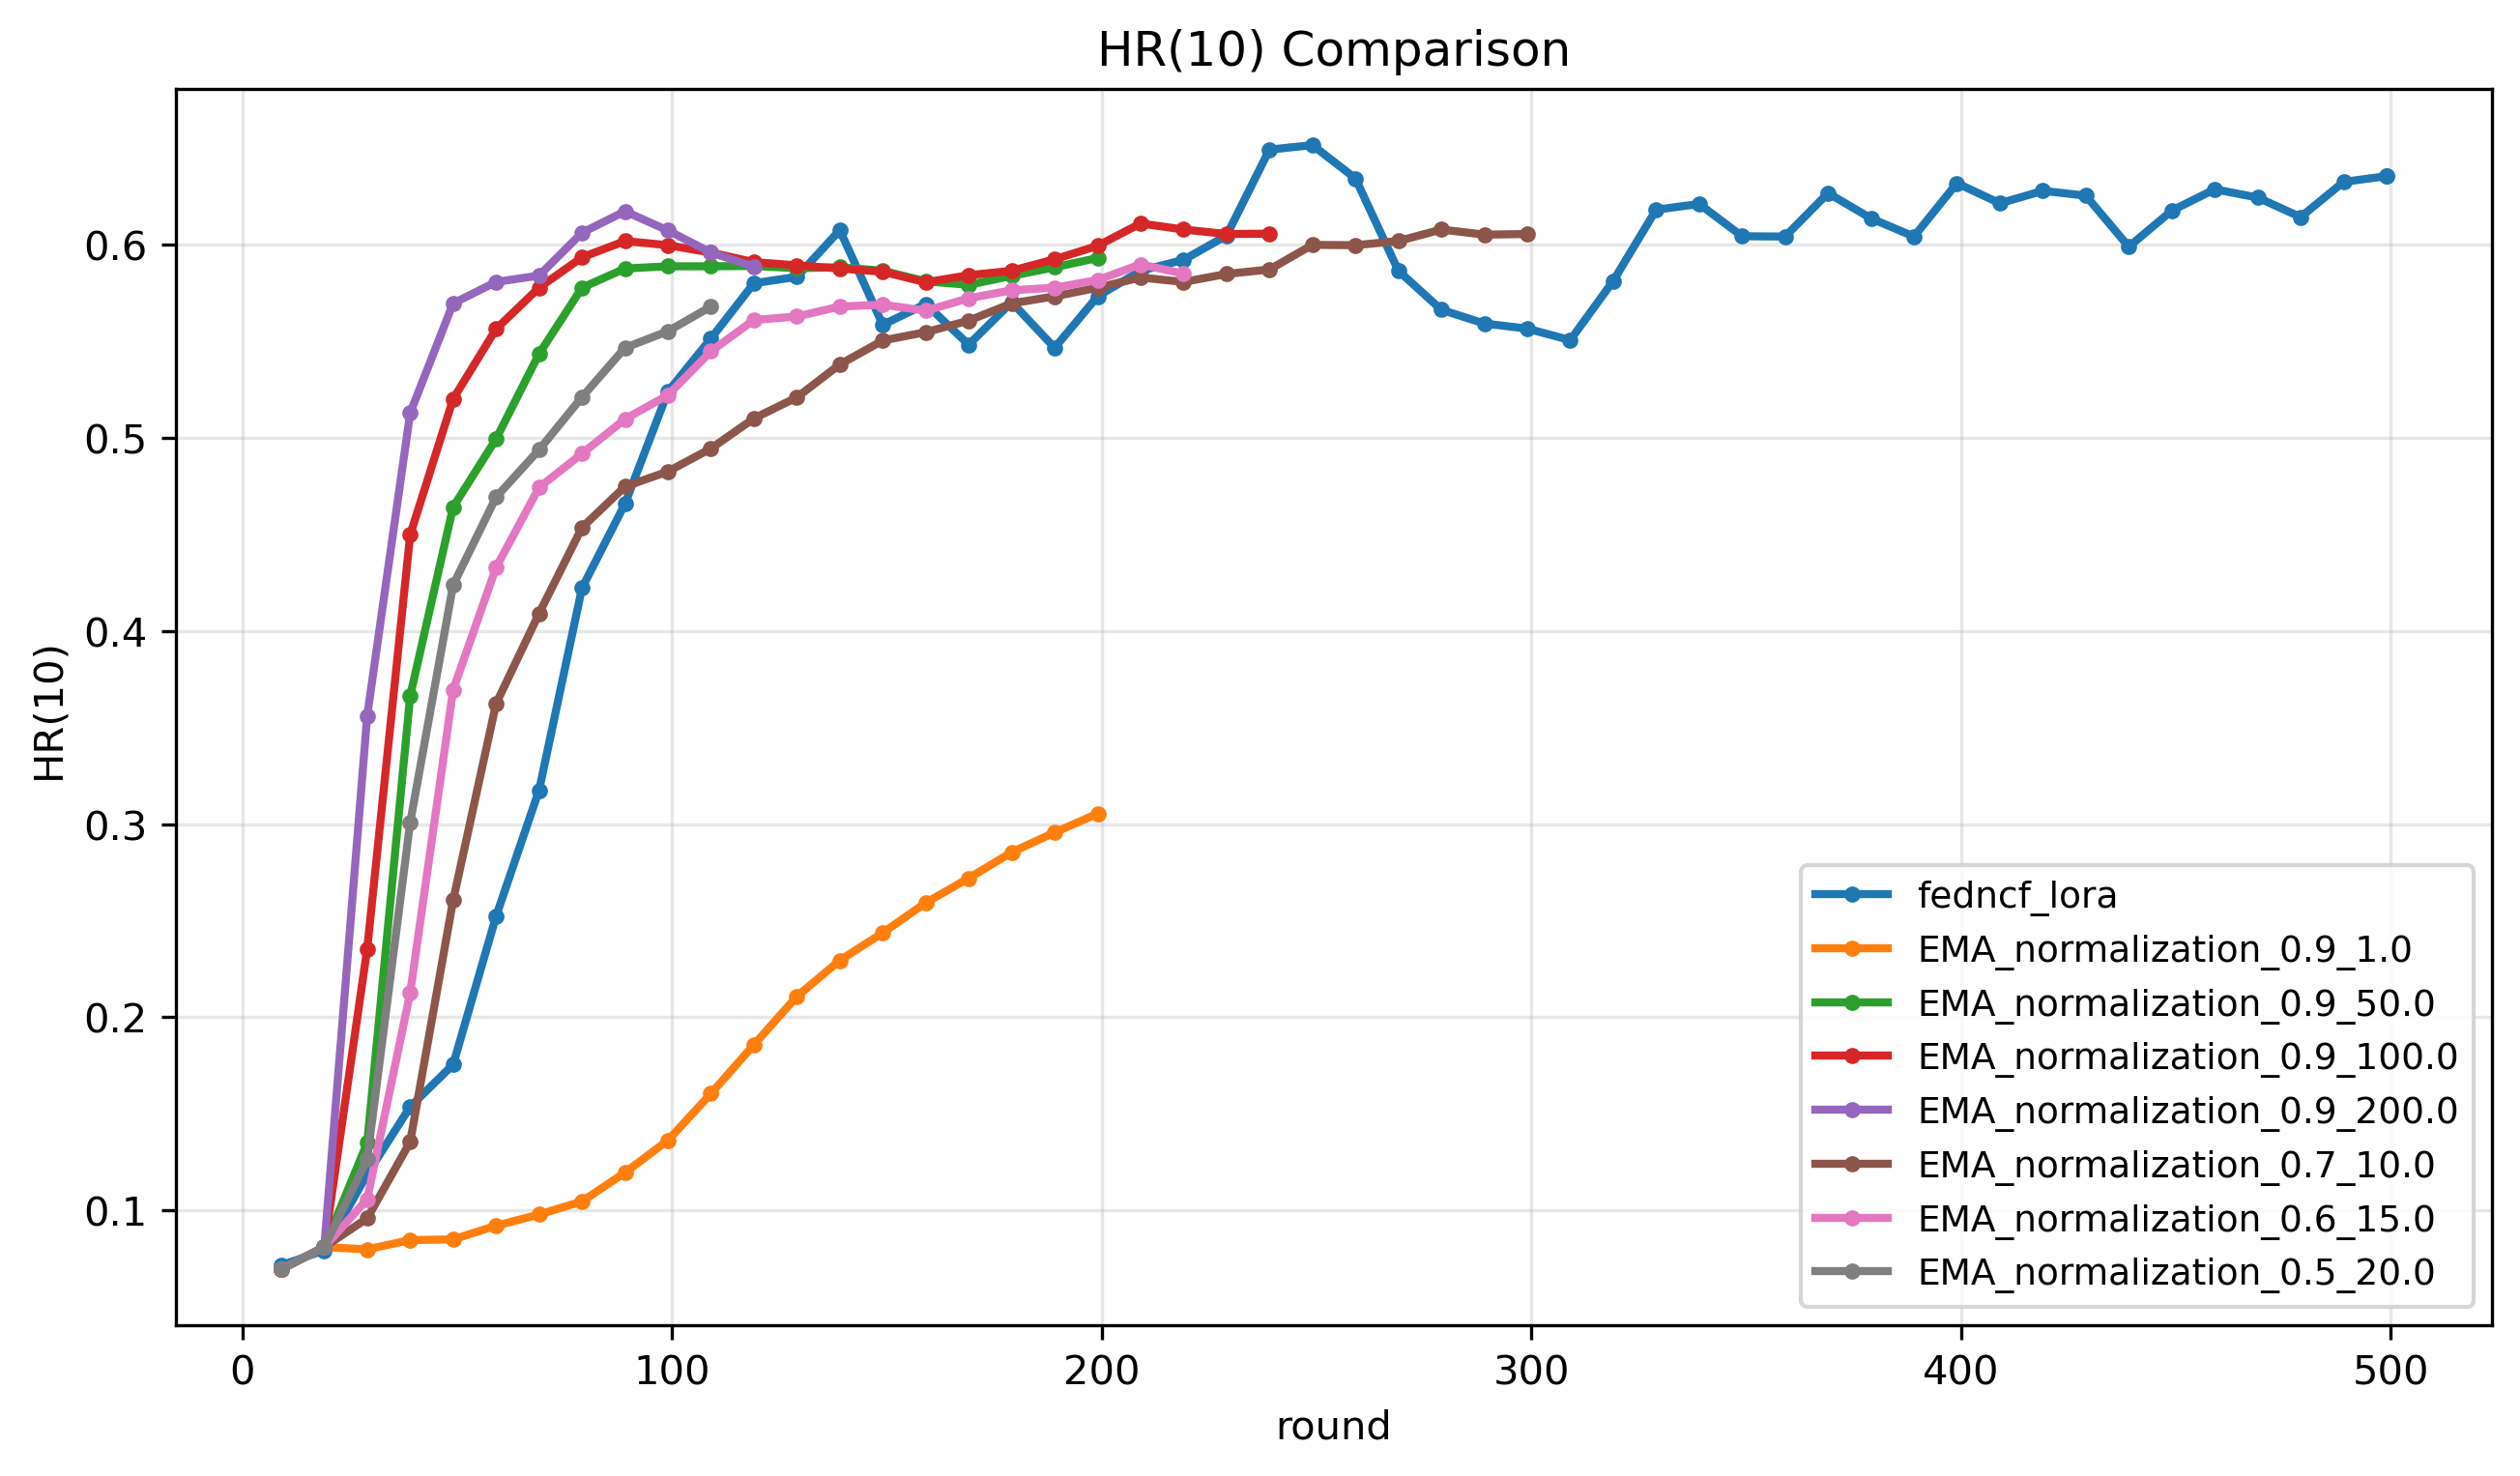 HR(10) Comparison
HR(10)
0.6
0.5
0.4
0.3
0.2
0.1
0 100 200 300 400 500
round
fedncf_lora
EMA_normalization_0.9_1.0
EMA_normalization_0.9_50.0
EMA_normalization_0.9_100.0
EMA_normalization_0.9_200.0
EMA_normalization_0.7_10.0
EMA_normalization_0.6_15.0
EMA_normalization_0.5_20.0